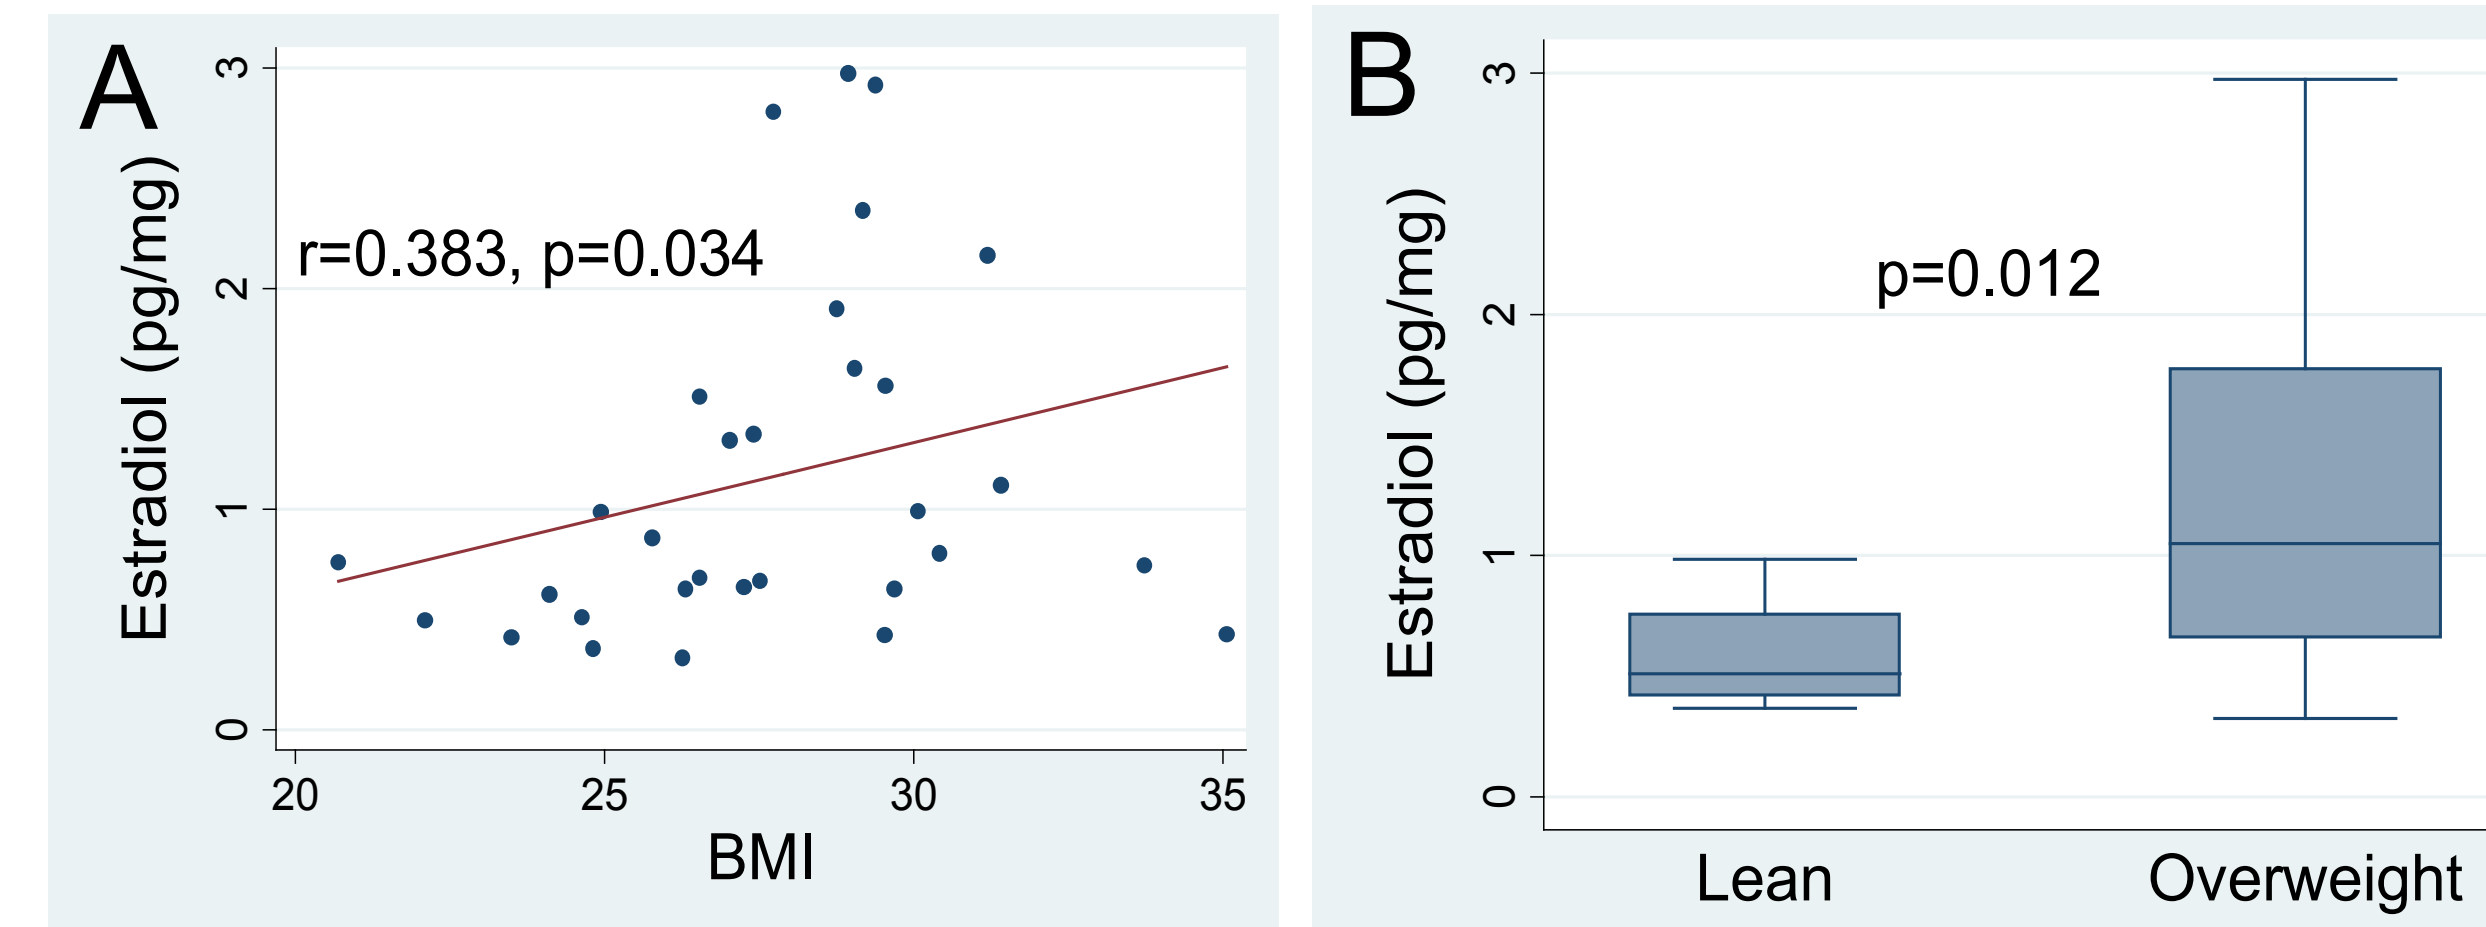 A
Estradiol (pg/mg)
3
2
1
0
r=0.383, p=0.034
20 25 30 35
BMI
B
Estradiol (pg/mg)
3
2
1
0
p=0.012
Lean Overweight